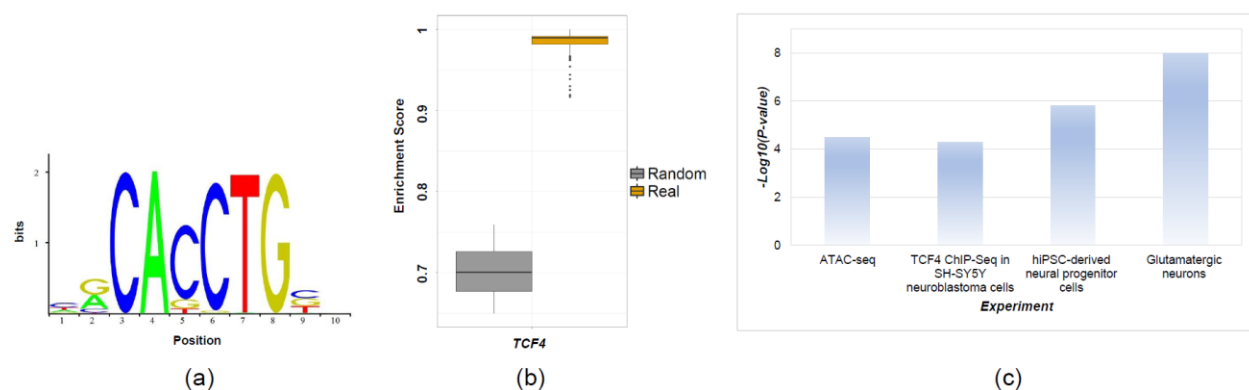 bits
2
1
0
C A C C T G
1 2 3 4 5 6 7 8 9 10
Position
(a)
Enrichment Score
1
0.9
0.8
0.7
Random
Real
TCF4
(b)
-Log10(P-value)
8
6
4
2
0
ATAC-seq
TCF4 ChIP-Seq in
SH-SY5Y
neuroblastoma cells
hiPSC-derived
neural progenitor
cells
Glutamatergic
neurons
Experiment
(c)